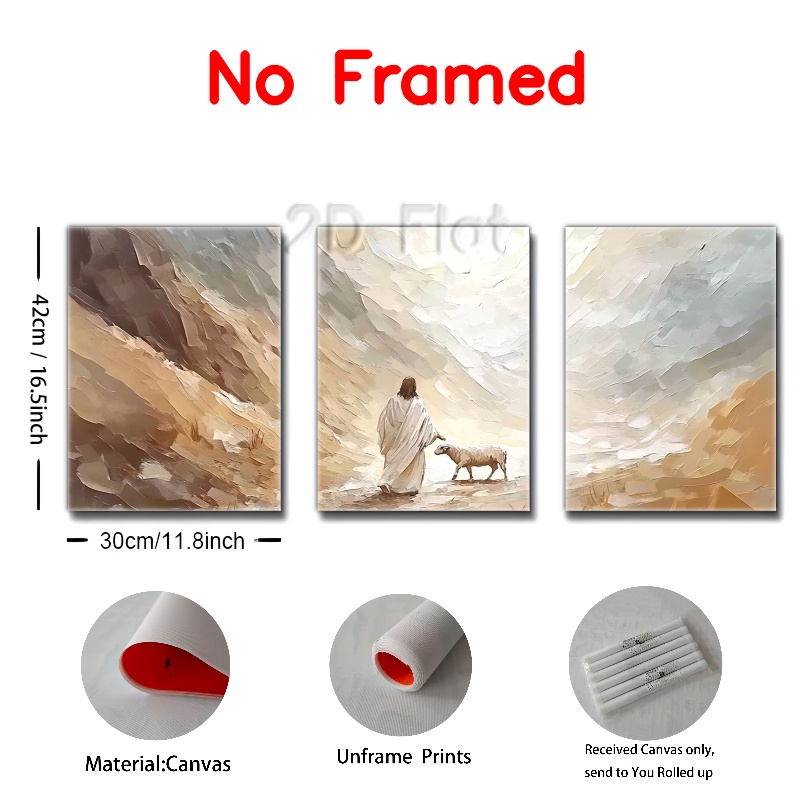 No Framed
2D Flat
42cm / 16.5inch
30cm/11.8inch
Material:Canvas
Unframe Prints
Received Canvas only,
send to You Rolled up